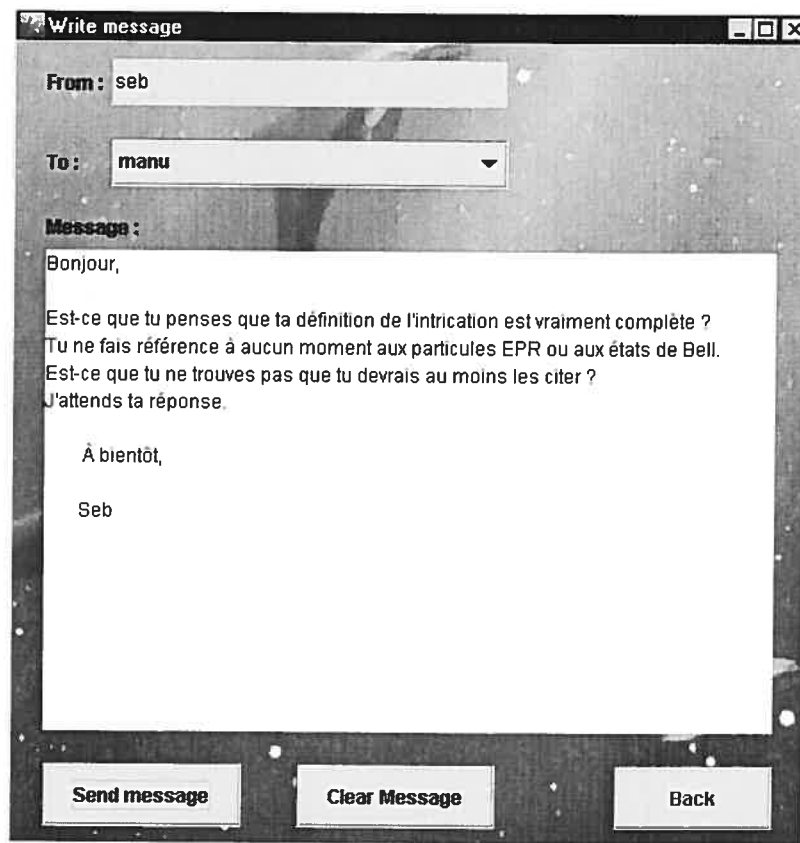 Write message
From : seb
To : manu
Message :
Bonjour,
Est-ce que tu penses que ta définition de l'intrication est vraiment complète ?
Tu ne fais référence à aucun moment aux particules EPR ou aux états de Bell.
Est-ce que tu ne trouves pas que tu devrais au moins les citer ?
J'attends ta réponse.
À bientôt,
Seb
Send message
Clear Message
Back